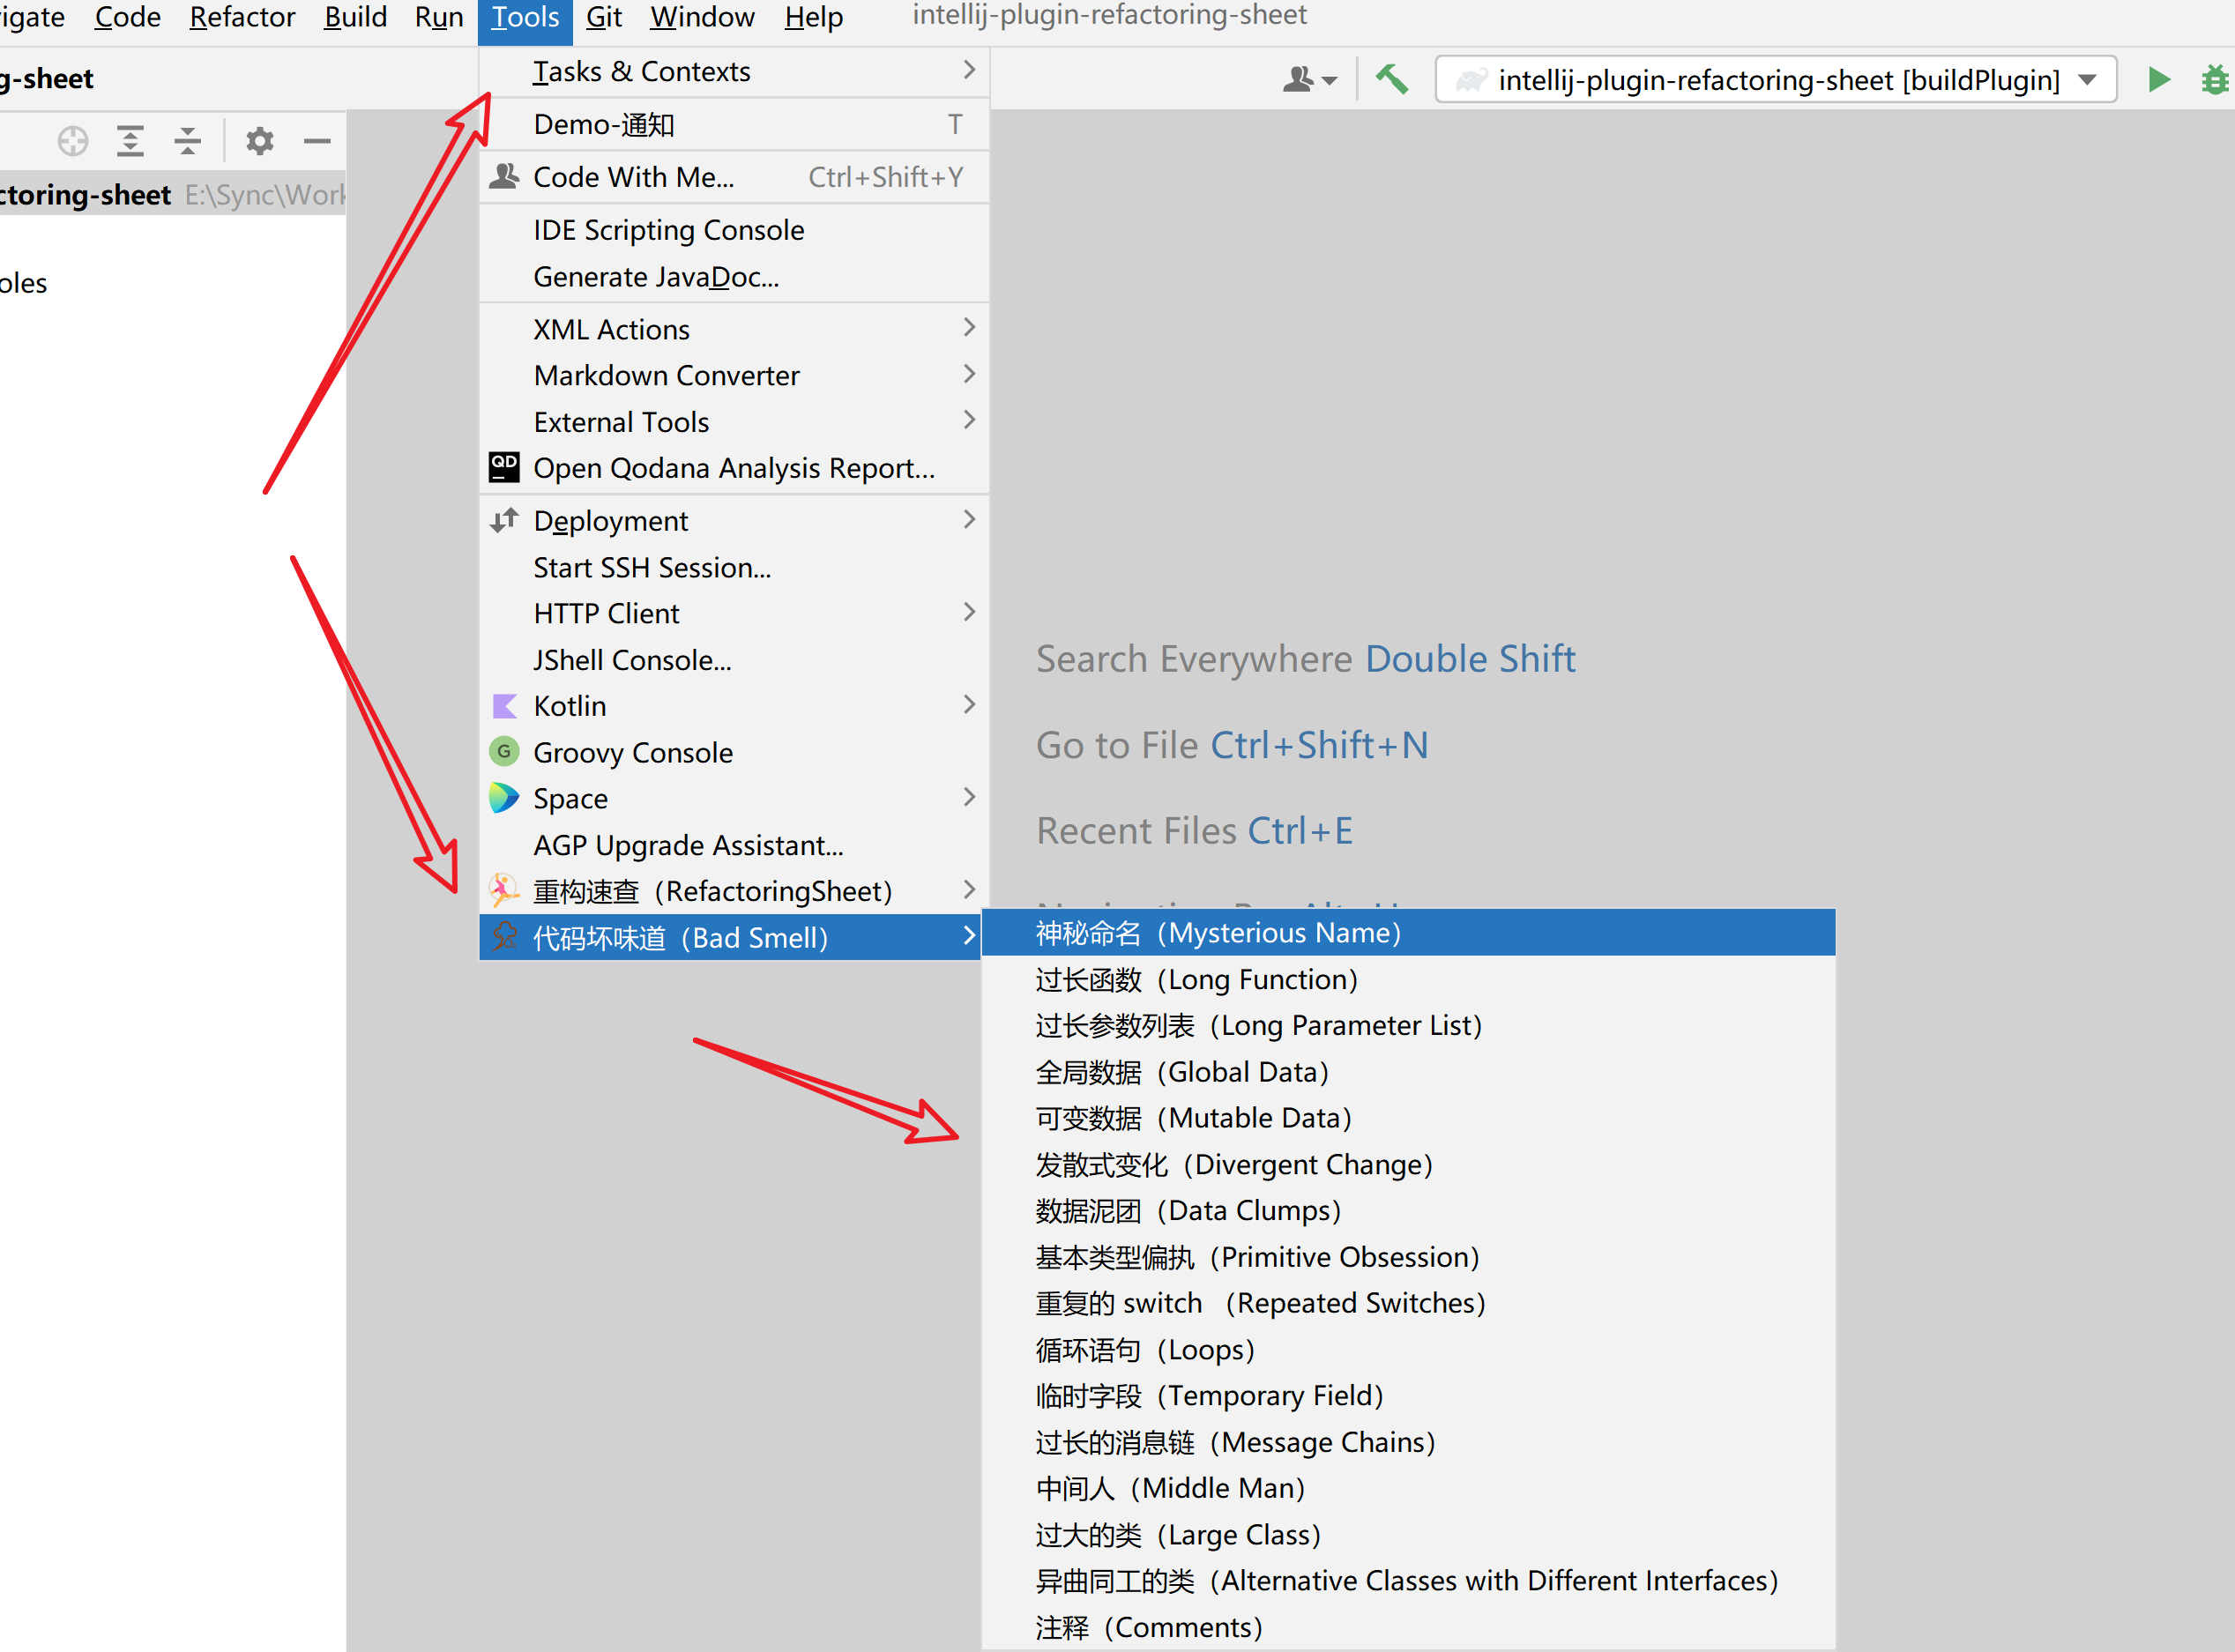 igate Code Refactor Build Run Tools Git Window Help intellij-plugin-refactoring-sheet
g-sheet
intellij-plugin-refactoring-sheet [buildPlugin]
ctoring-sheet E:\Sync\Work
oles
Tasks & Contexts
Demo-通知 T
Code With Me... Ctrl+Shift+Y
IDE Scripting Console
Generate JavaDoc...
XML Actions
Markdown Converter
External Tools
QD Open Qodana Analysis Report...
Deployment
Start SSH Session...
HTTP Client
JShell Console...
Kotlin
G Groovy Console
Space
AGP Upgrade Assistant...
重构速查（RefactoringSheet）
代码坏味道（Bad Smell）
Search Everywhere Double Shift
Go to File Ctrl+Shift+N
Recent Files Ctrl+E
神秘命名（Mysterious Name）
过长函数（Long Function）
过长参数列表（Long Parameter List）
全局数据（Global Data）
可变数据（Mutable Data）
发散式变化（Divergent Change）
数据泥团（Data Clumps）
基本类型偏执（Primitive Obsession）
重复的 switch （Repeated Switches）
循环语句（Loops）
临时字段（Temporary Field）
过长的消息链（Message Chains）
中间人（Middle Man）
过大的类（Large Class）
异曲同工的类（Alternative Classes with Different Interfaces）
注释（Comments）